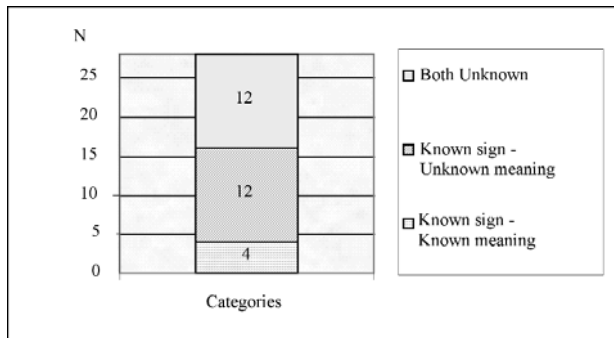 N
25
20
15
10
5
0
12
12
4
Categories
Both Unknown
Known sign -
Unknown meaning
Known sign -
Known meaning